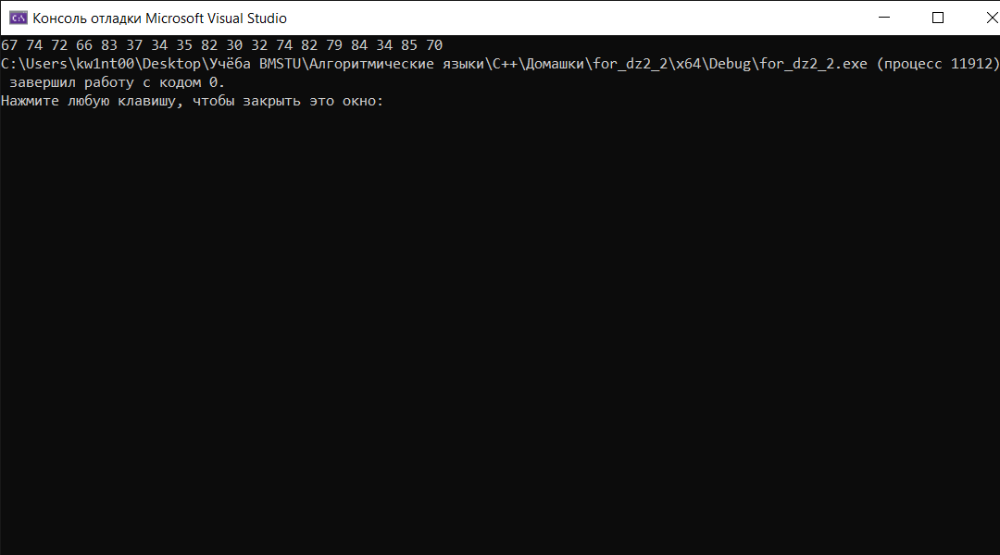 Консоль отладки Microsoft Visual Studio
67 74 72 66 83 37 34 35 82 30 32 74 82 79 84 34 85 70
C:\Users\kw1nt00\Desktop\Учёба BMSTU\Алгоритмические языки\C++\Домашки\for_dz2_2\x64\Debug\for_dz2_2.exe (процесс 11912)
завершил работу с кодом 0.
Нажмите любую клавишу, чтобы закрыть это окно: